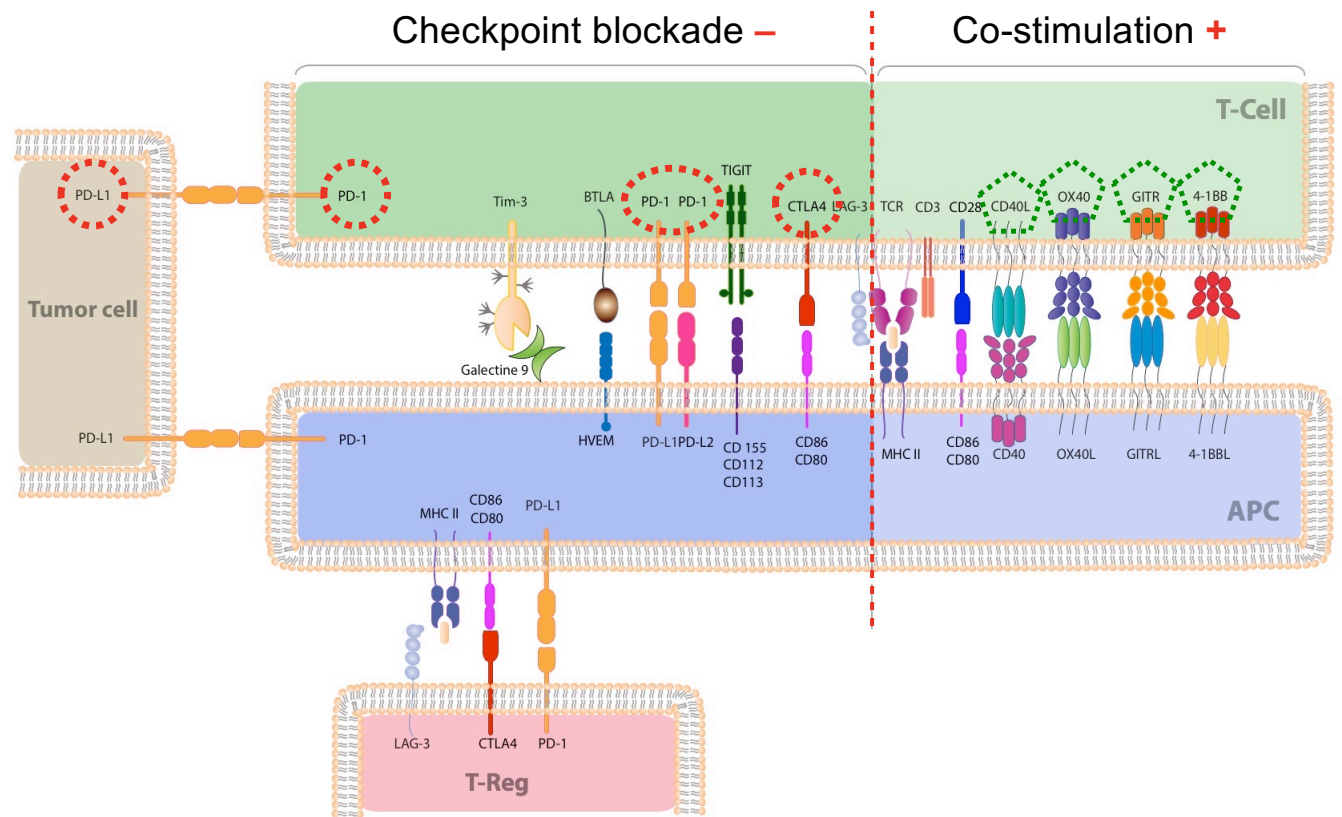 Checkpoint blockade –
Co-stimulation +
T-Cell
PD-L1
PD-1
Tim-3
BTLA
PD-1 PD-1
TIGIT
CTLA4
LAG-3
TCR
CD3
CD28
CD40L
OX40
GITR
4-1BB
Tumor cell
Galectine 9
PD-L1
PD-1
HVEM
PD-L1
PD-L2
CD 155
CD112
CD113
CD86
CD80
MHC II
CD86
CD80
CD40
OX40L
GITRL
4-1BBL
APC
MHC II
CD86
CD80
PD-L1
LAG-3
CTLA4
PD-1
T-Reg